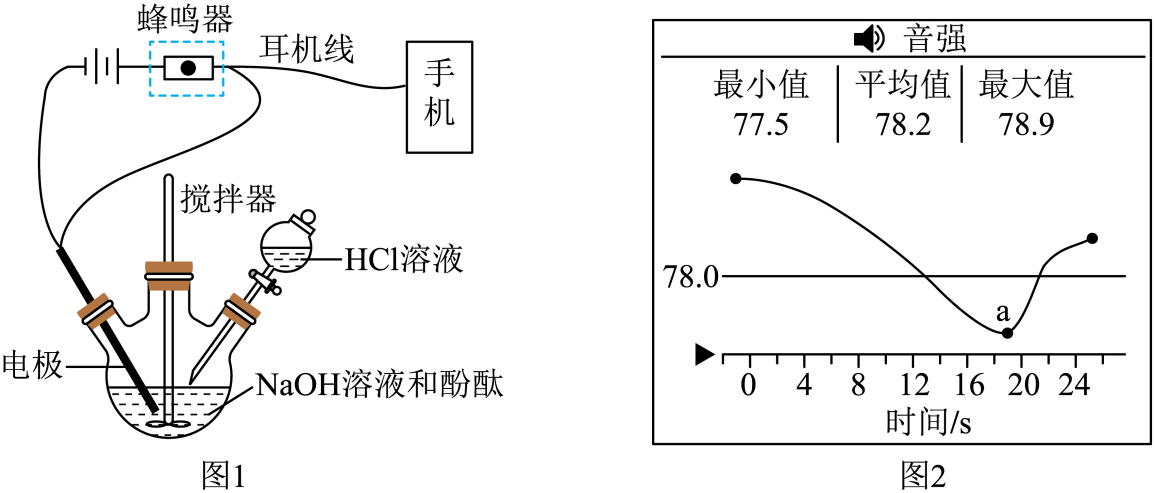 蜂鸣器
耳机线
手机
搅拌器
HCl溶液
电极
NaOH溶液和酚酞
图1
音强
最小值 平均值 最大值
77.5 78.2 78.9
78.0
a
0 4 8 12 16 20 24
时间/s
图2